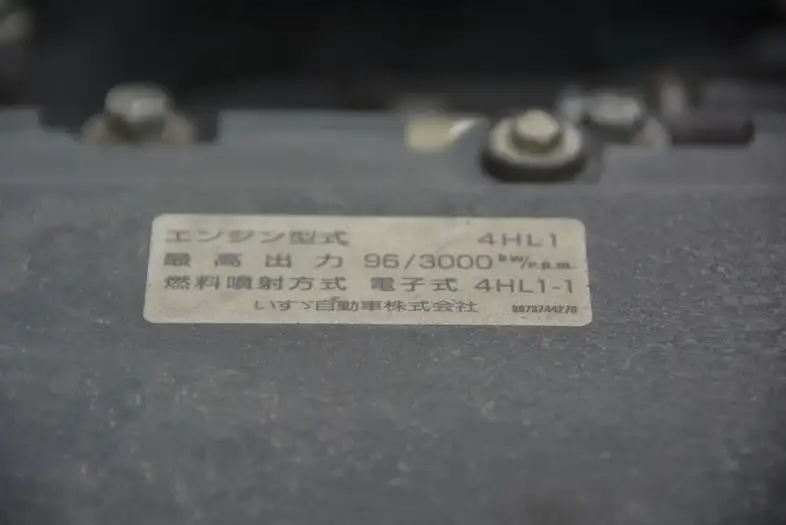 エンジン型式 4HL1
最高出力 96/3000 kw/r.p.m.
燃料噴射方式 電子式 4HL1-1
いすゞ自動車株式会社 8973744270